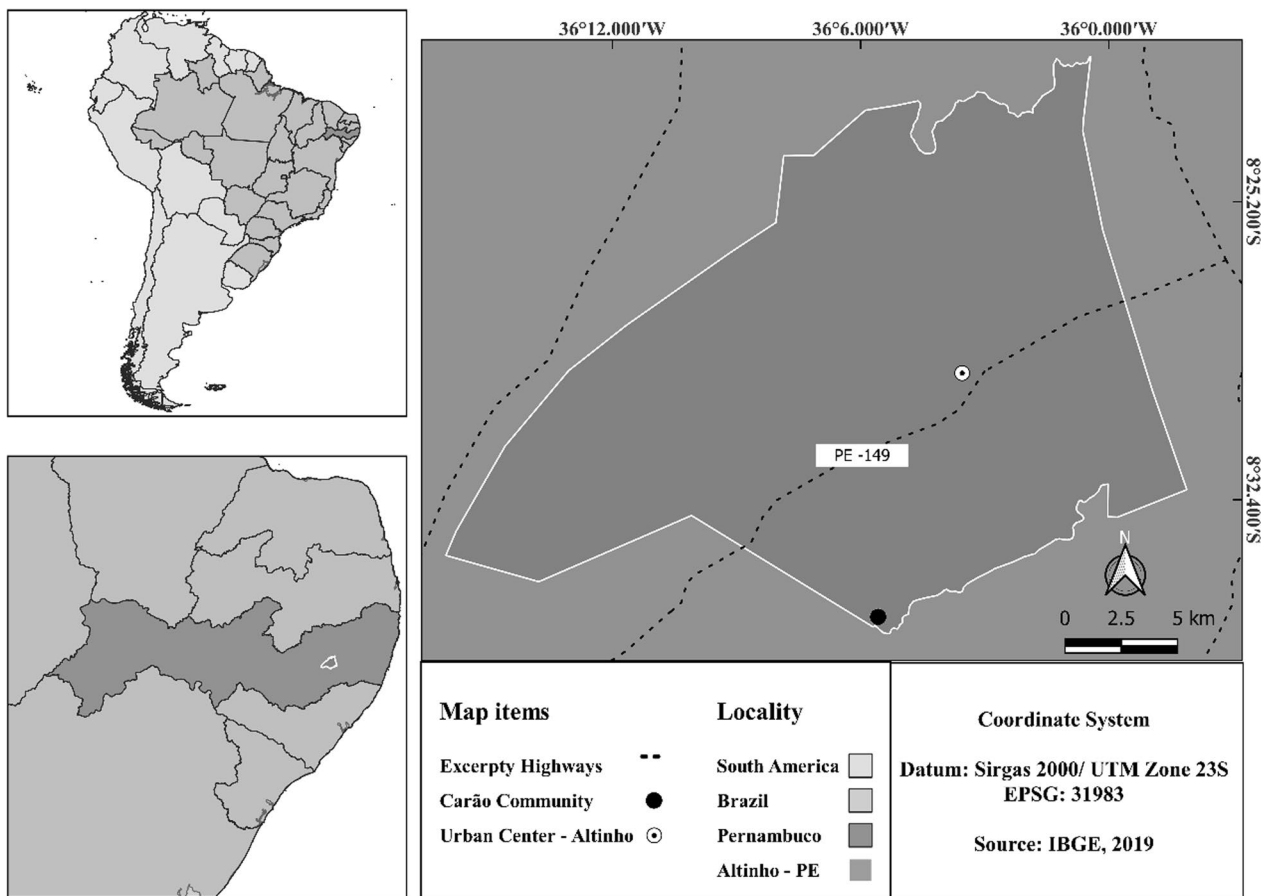 36°12.000'W 36°6.000'W 36°0.000'W
8°25.200'S
8°32.400'S
PE -149
N
0 2.5 5 km
Map items
Excerpty Highways
Carão Community
Urban Center - Altinho
Locality
South America
Brazil
Pernambuco
Altinho - PE
Coordinate System
Datum: Sirgas 2000/ UTM Zone 23S
EPSG: 31983
Source: IBGE, 2019